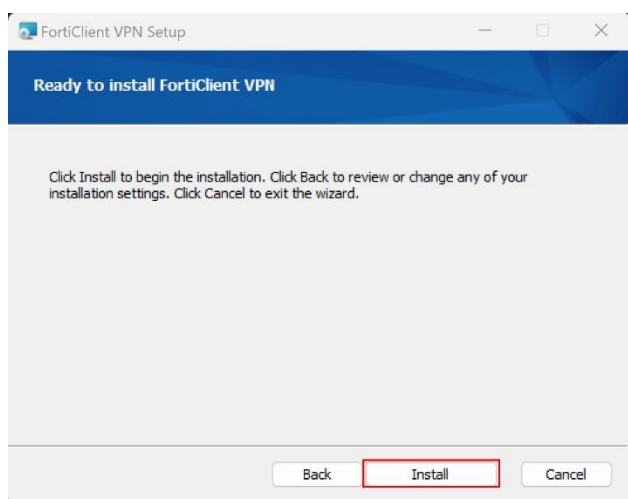 FortiClient VPN Setup
Ready to install FortiClient VPN
Click Install to begin the installation. Click Back to review or change any of your
installation settings. Click Cancel to exit the wizard.
Back Install Cancel